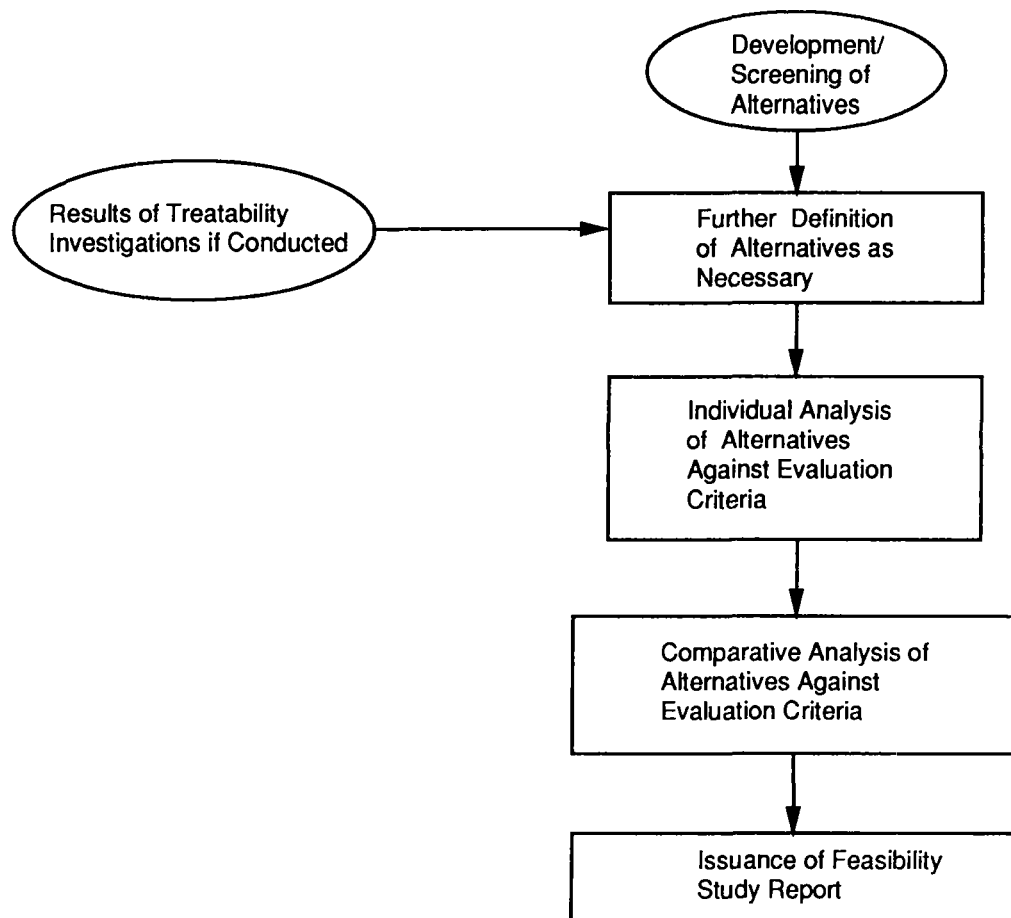 Development/
Screening of
Alternatives
Results of Treatability
Investigations if Conducted
Further Definition
of Alternatives as
Necessary
Individual Analysis
of Alternatives
Against Evaluation
Criteria
Comparative Analysis of
Alternatives Against
Evaluation Criteria
Issuance of Feasibility
Study Report